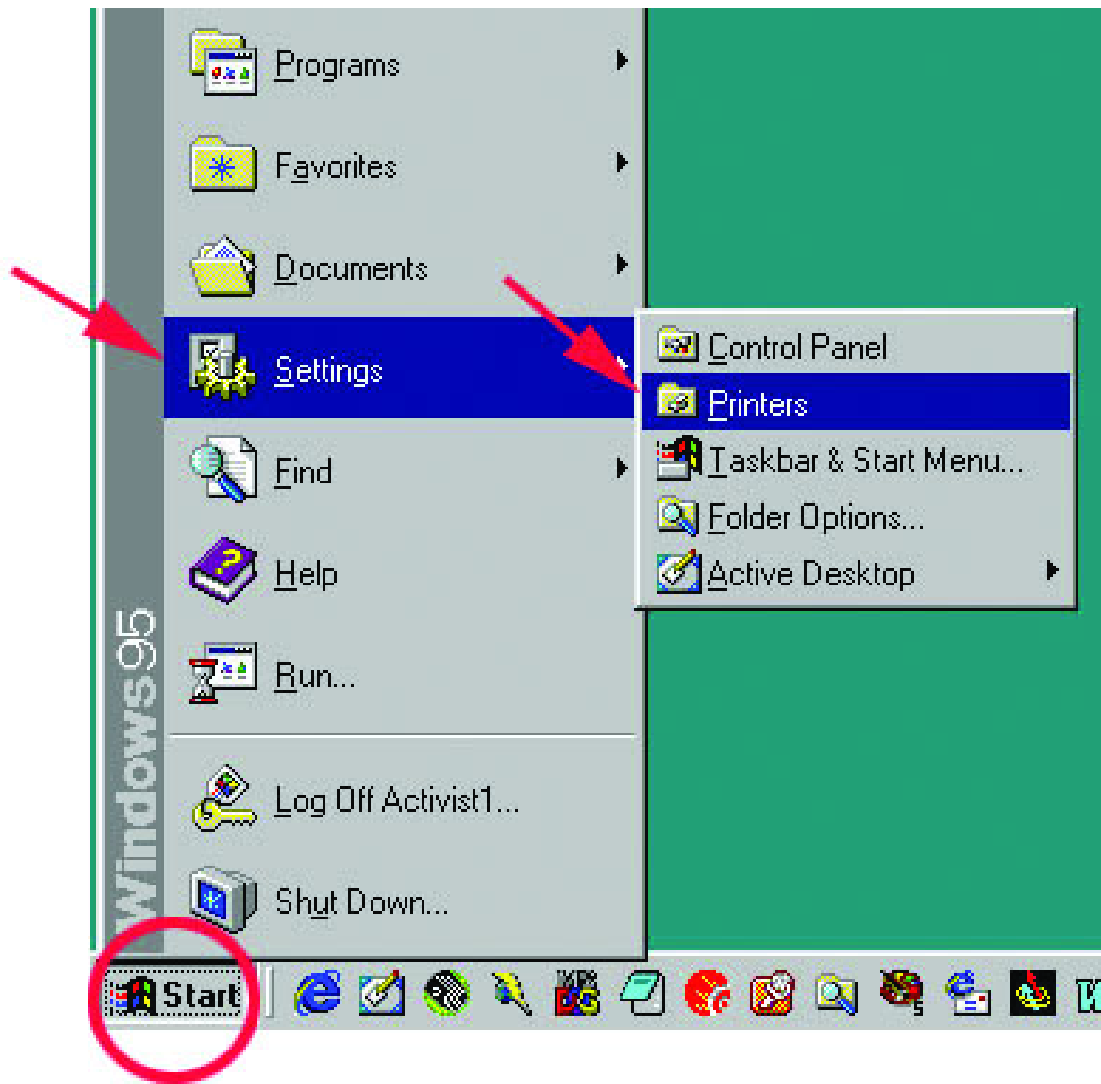 Programs
Favorites
Documents
Settings
Find
Help
Run...
Log Off Activist1...
Shut Down...
Windows95
Control Panel
Printers
Taskbar & Start Menu...
Folder Options...
Active Desktop
Start